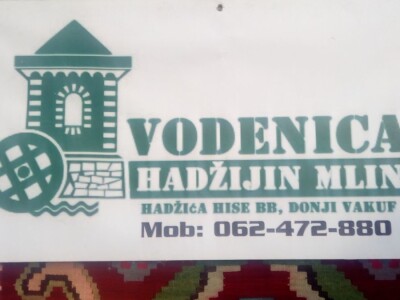 VODENICA
HADŽIJIN MLIN
HADŽIĆA HISE BB, DONJI VAKUF
Mob: 062-472-880